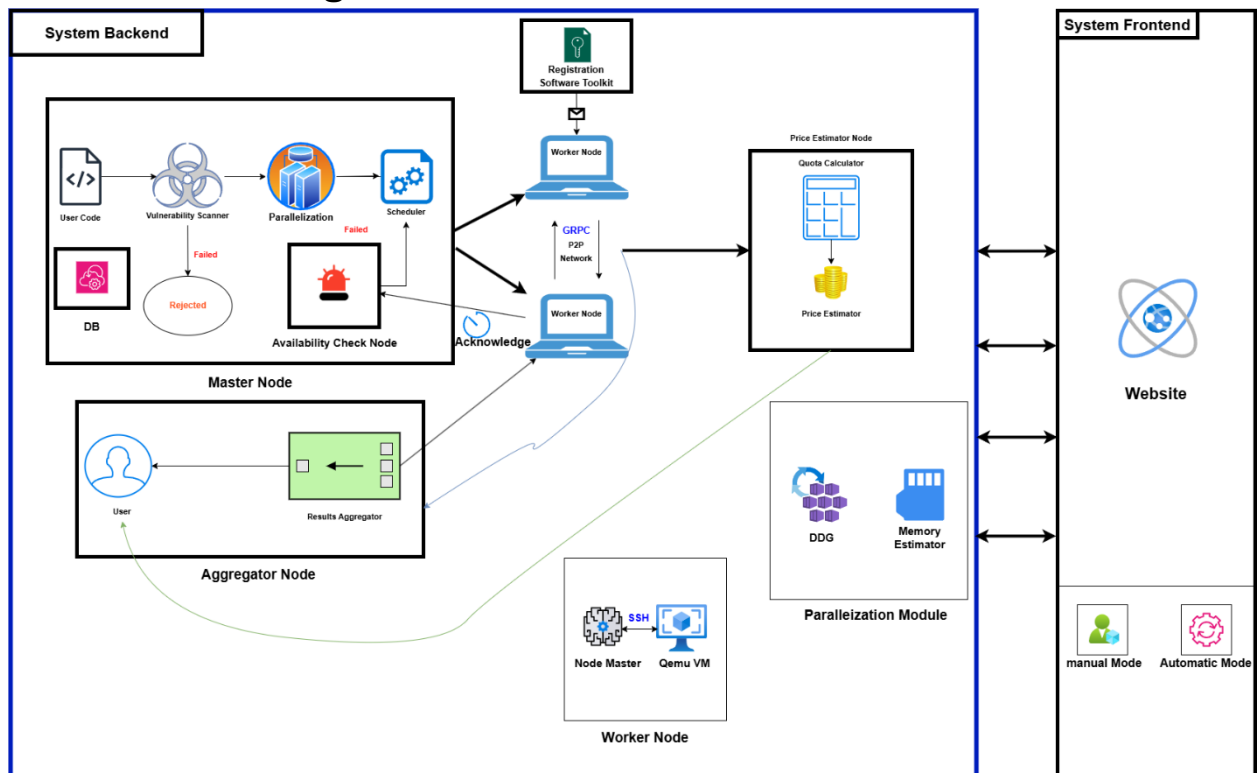 System Backend
System Frontend
Registration
Software Toolkit
Worker Node
Price Estimator Node
Quota Calculator
Price Estimator
User Code
Vulnerability Scanner
Parallelization
Scheduler
Failed
Failed
Rejected
DB
Availability Check Node
Master Node
GRPC
P2P
Network
Worker Node
Acknowledge
Website
User
Results Aggregator
Aggregator Node
DDG
Memory
Estimator
Paralleization Module
SSH
Node Master
Qemu VM
Worker Node
manual Mode
Automatic Mode